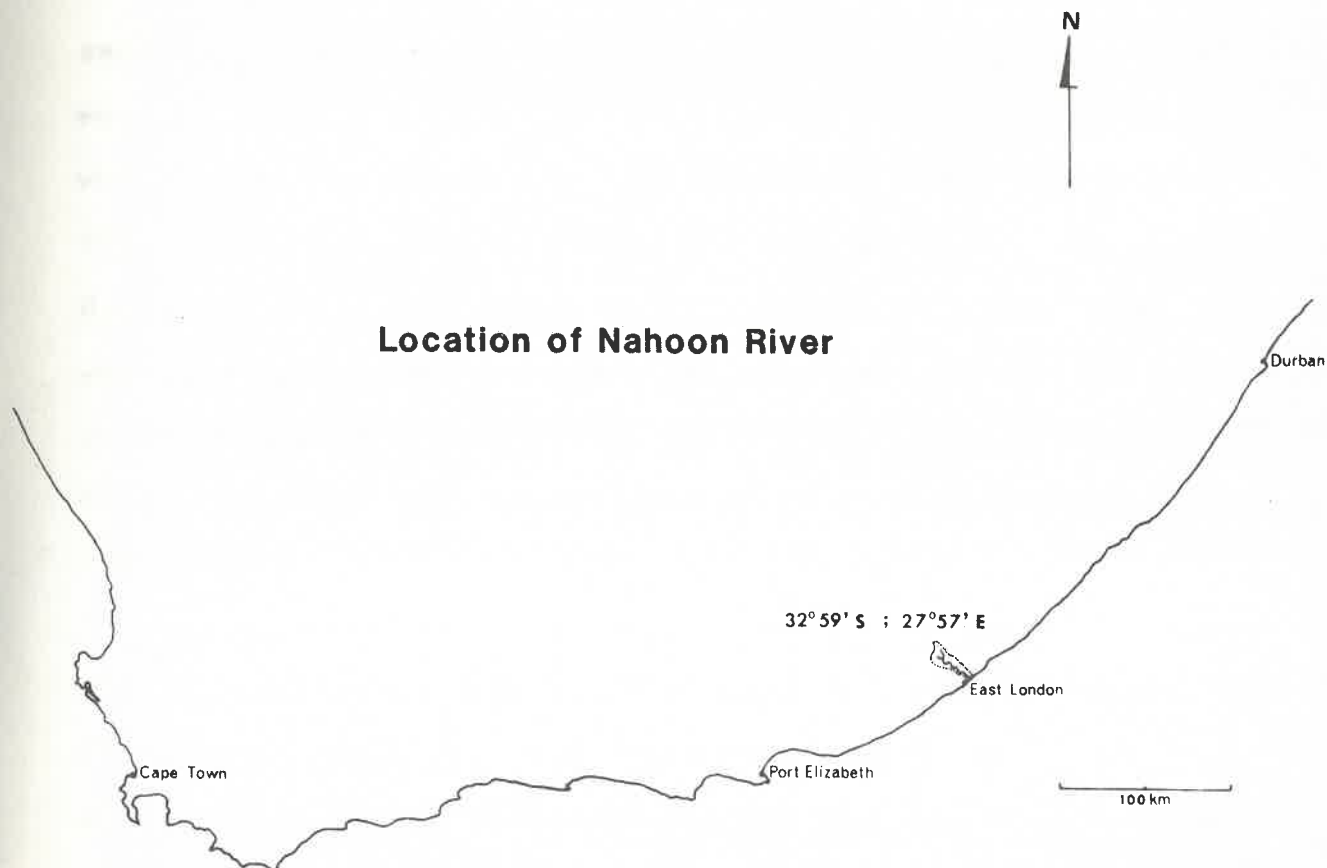 N
Location of Nahoon River
Durban
32°59' S ; 27°57' E
East London
Cape Town
Port Elizabeth
100 km